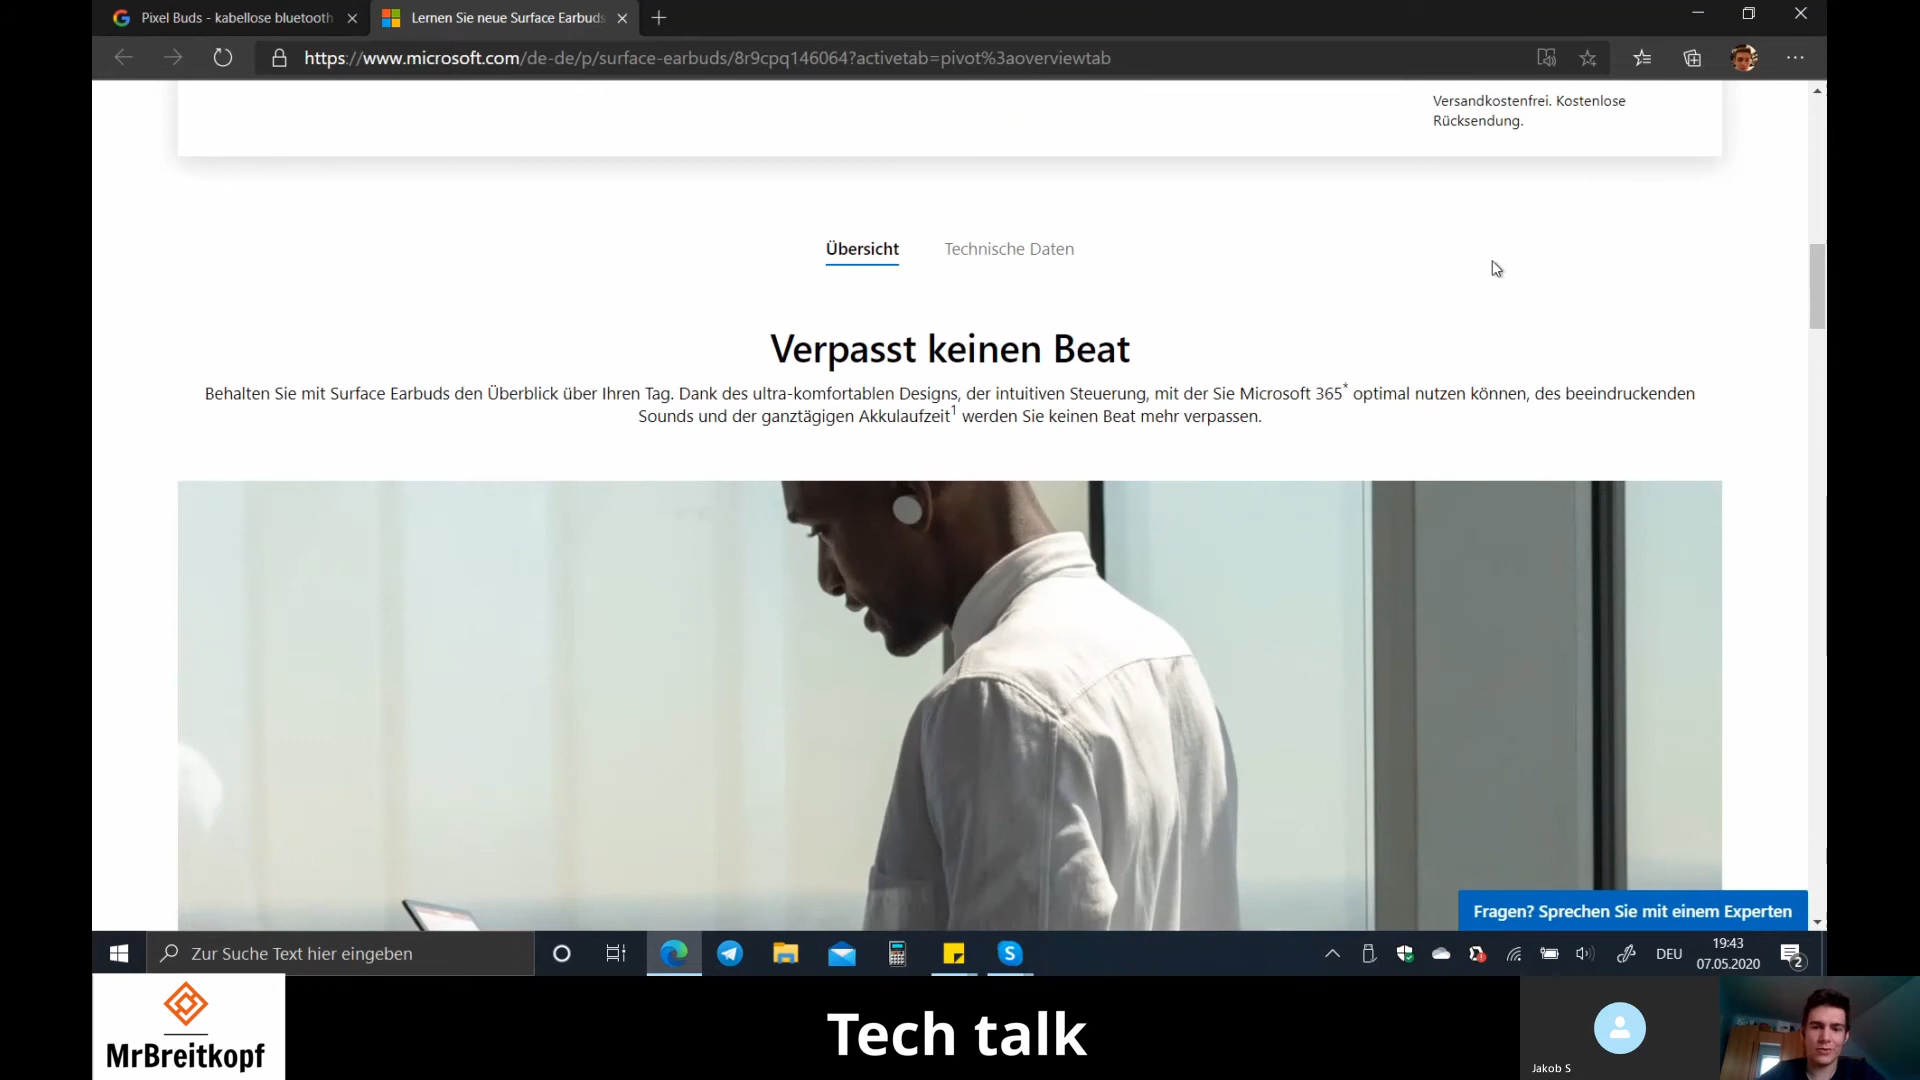 Pixel Buds - kabellose bluetooth
Lernen Sie neue Surface Earbuds
https://www.microsoft.com/de-de/p/surface-earbuds/8r9cpq146064?activetab=pivot%3aoverviewtab
Versandkostenfrei. Kostenlose
Rücksendung.
Übersicht
Technische Daten
Verpasst keinen Beat
Behalten Sie mit Surface Earbuds den Überblick über Ihren Tag. Dank des ultra-komfortablen Designs, der intuitiven Steuerung, mit der Sie Microsoft 365* optimal nutzen können, des beeindruckenden
Sounds und der ganztägigen Akkulaufzeit1 werden Sie keinen Beat mehr verpassen.
Fragen? Sprechen Sie mit einem Experten
Zur Suche Text hier eingeben
DEU
19:43
07.05.2020
2
MrBreitkopf
Tech talk
Jakob S